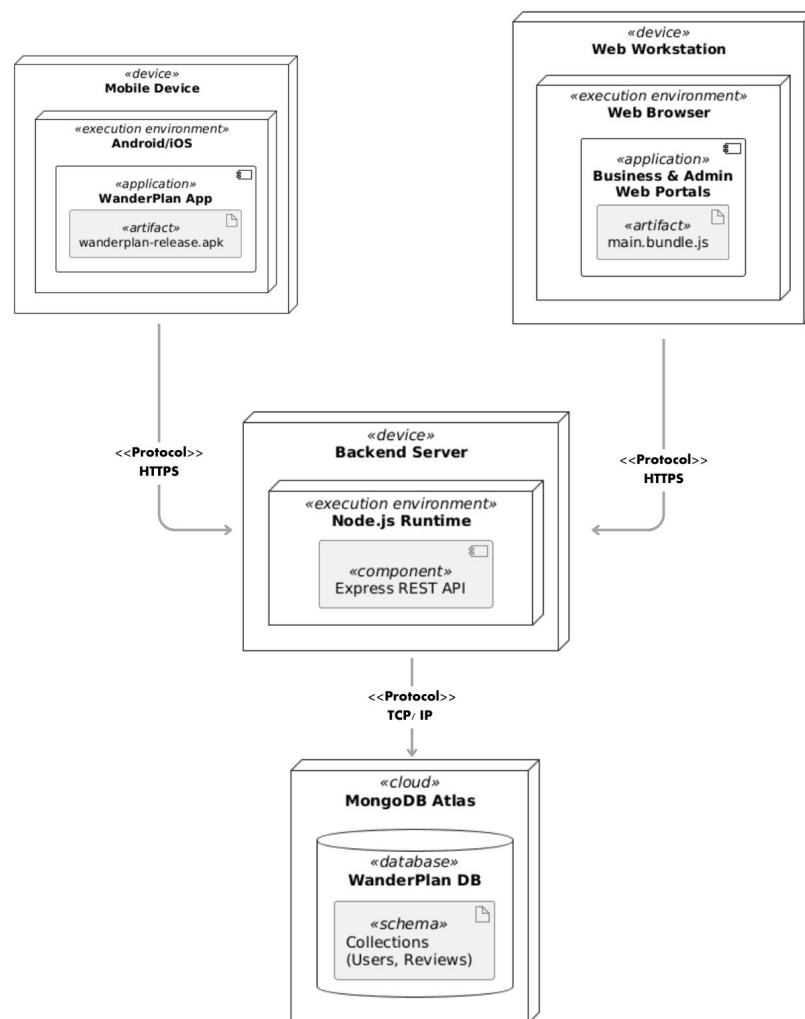 «device»
Mobile Device
«execution environment»
Android/iOS
«application»
WanderPlan App
«artifact»
wanderplan-release.apk
«device»
Web Workstation
«execution environment»
Web Browser
«application»
Business & Admin
Web Portals
«artifact»
main.bundle.js
<<Protocol>>
HTTPS
<<Protocol>>
HTTPS
«device»
Backend Server
«execution environment»
Node.js Runtime
«component»
Express REST API
<<Protocol>>
TCP/ IP
«cloud»
MongoDB Atlas
«database»
WanderPlan DB
«schema»
Collections
(Users, Reviews)